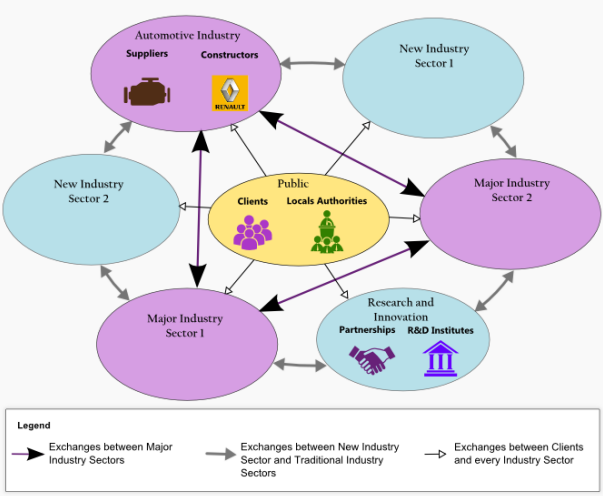 Automotive Industry
Suppliers
Constructors
RENAULT
New Industry
Sector 1
New Industry
Sector 2
Public
Clients
Locals Authorities
Major Industry
Sector 2
Major Industry
Sector 1
Research and
Innovation
Partnerships
R&D Institutes
Legend
Exchanges between Major
Industry Sectors
Exchanges between New Industry
Sector and Traditional Industry
Sectors
Exchanges between Clients
and every Industry Sector